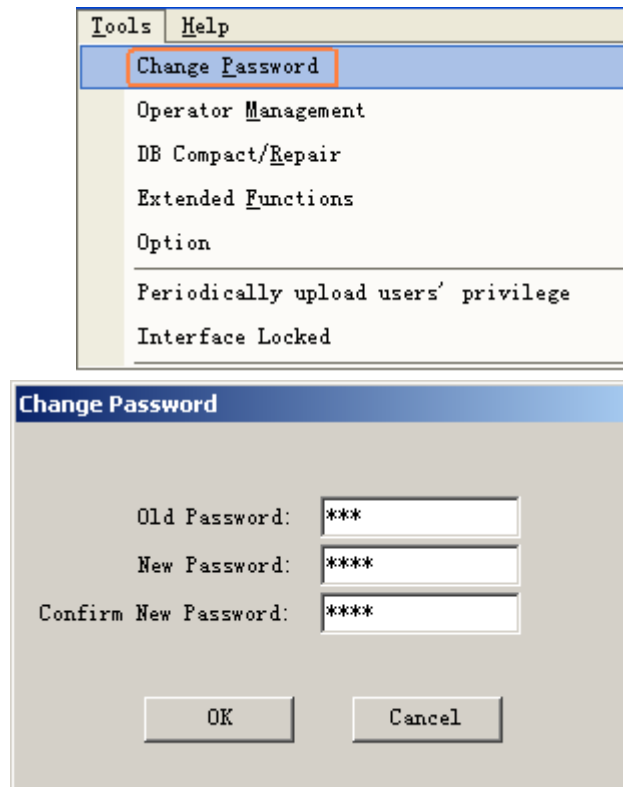 Tools Help
Change Password
Operator Management
DB Compact/Repair
Extended Functions
Option
Periodically upload users' privilege
Interface Locked
Change Password
Old Password: ***
New Password: ****
Confirm New Password: ****
OK Cancel